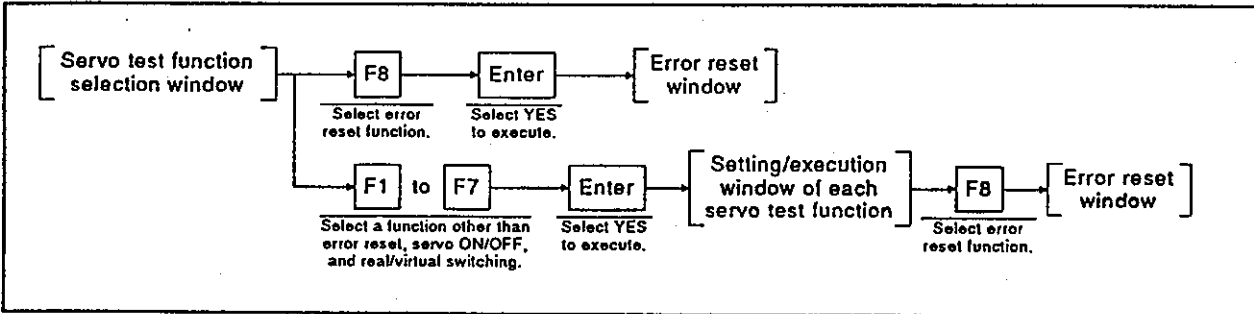 Servo test function
selection window
F8
Select error
reset function.
Enter
Select YES
to execute.
Error reset
window
F1 to F7
Select a function other than
error reset, servo ON/OFF,
and real/virtual switching.
Enter
Select YES
to execute.
Setting/execution
window of each
servo test function
F8
Select error
reset function.
Error reset
window